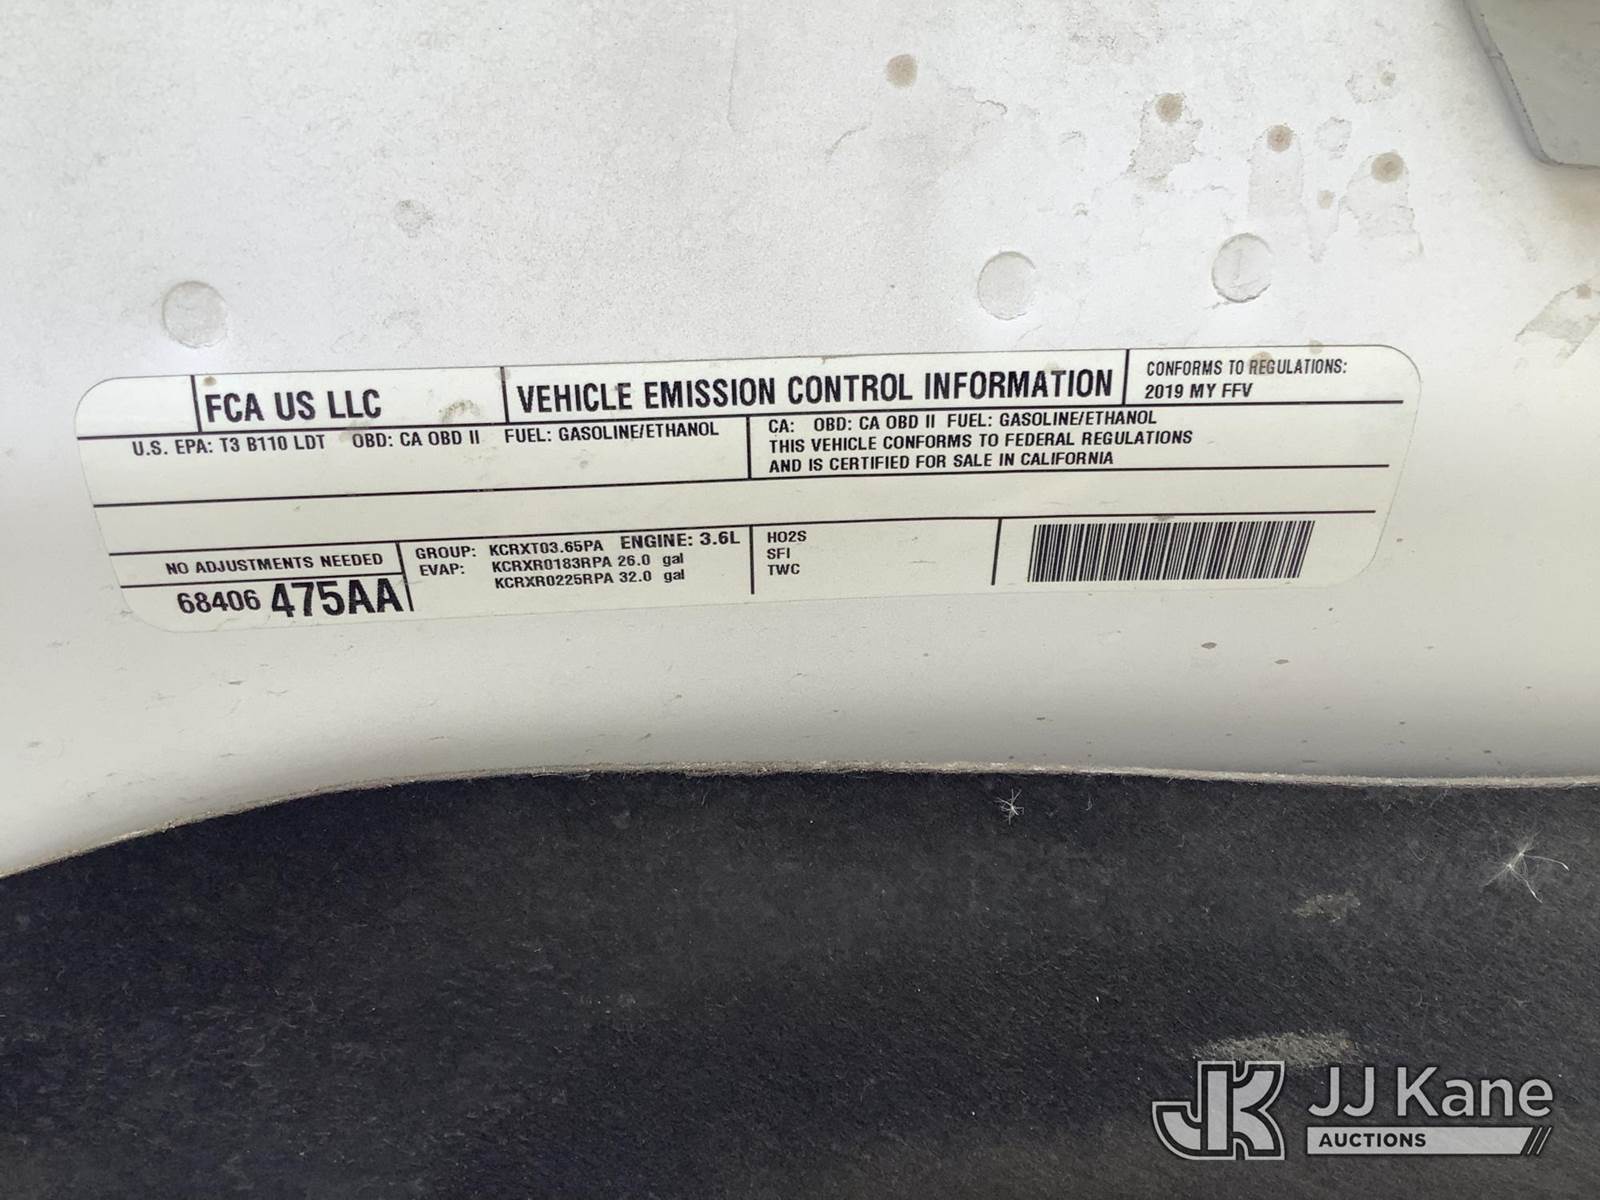 FCA US LLC
VEHICLE EMISSION CONTROL INFORMATION
CONFORMS TO REGULATIONS:
2019 MY FFV
U.S. EPA: T3 B110 LDT OBD: CA OBD II FUEL: GASOLINE/ETHANOL
CA: OBD: CA OBD II FUEL: GASOLINE/ETHANOL
THIS VEHICLE CONFORMS TO FEDERAL REGULATIONS
AND IS CERTIFIED FOR SALE IN CALIFORNIA
NO ADJUSTMENTS NEEDED
68406 475AA
GROUP: KCRXT03.65PA ENGINE: 3.6L
EVAP: KCRXR0183RPA 26.0 gal
KCRXR0225RPA 32.0 gal
HO2S
SFI
TWC
JK JJ Kane
AUCTIONS